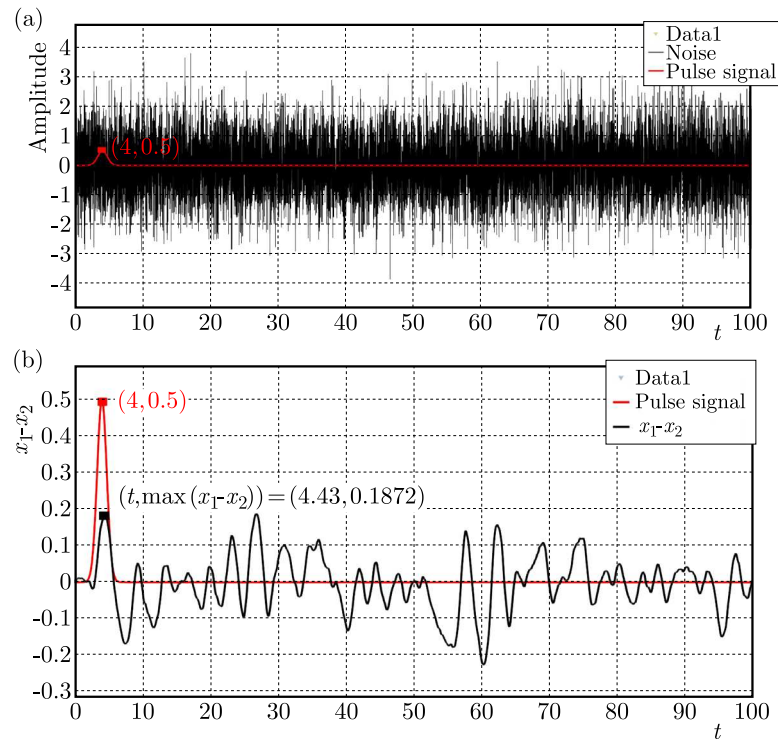 (a)
Amplitude
4
3
2
1
0
-1
-2
-3
-4
(4,0.5)
Data1
Noise
Pulse signal
0 10 20 30 40 50 60 70 80 90 100
t
(b)
x₁-x₂
0.5
0.4
0.3
0.2
0.1
0
-0.1
-0.2
-0.3
(4,0.5)
(t,max(x₁-x₂))=(4.43,0.1872)
Data1
Pulse signal
x₁-x₂
0 10 20 30 40 50 60 70 80 90 100
t